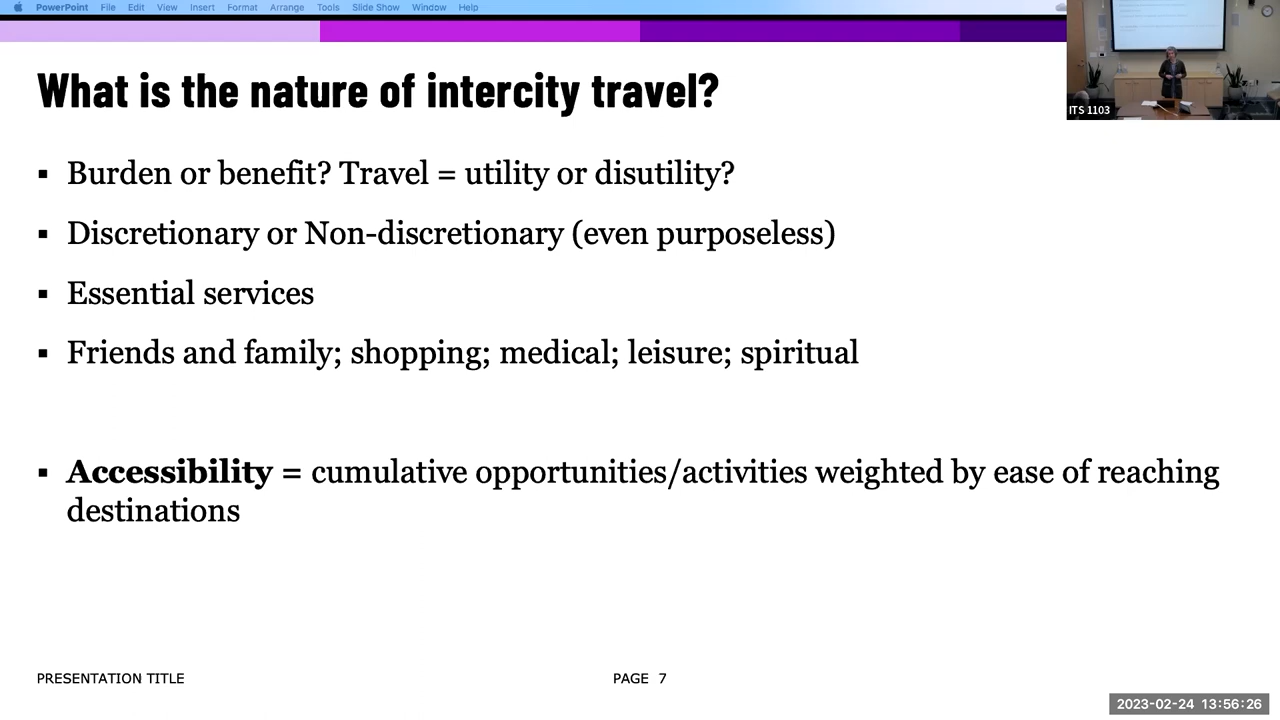 PowerPoint File Edit View Insert Format Arrange Tools Slide Show Window Help
ITS 1103
What is the nature of intercity travel?
▪ Burden or benefit? Travel = utility or disutility?
▪ Discretionary or Non-discretionary (even purposeless)
▪ Essential services
▪ Friends and family; shopping; medical; leisure; spiritual
▪ Accessibility = cumulative opportunities/activities weighted by ease of reaching
destinations
PRESENTATION TITLE
PAGE 7
2023-02-24 13:56:26